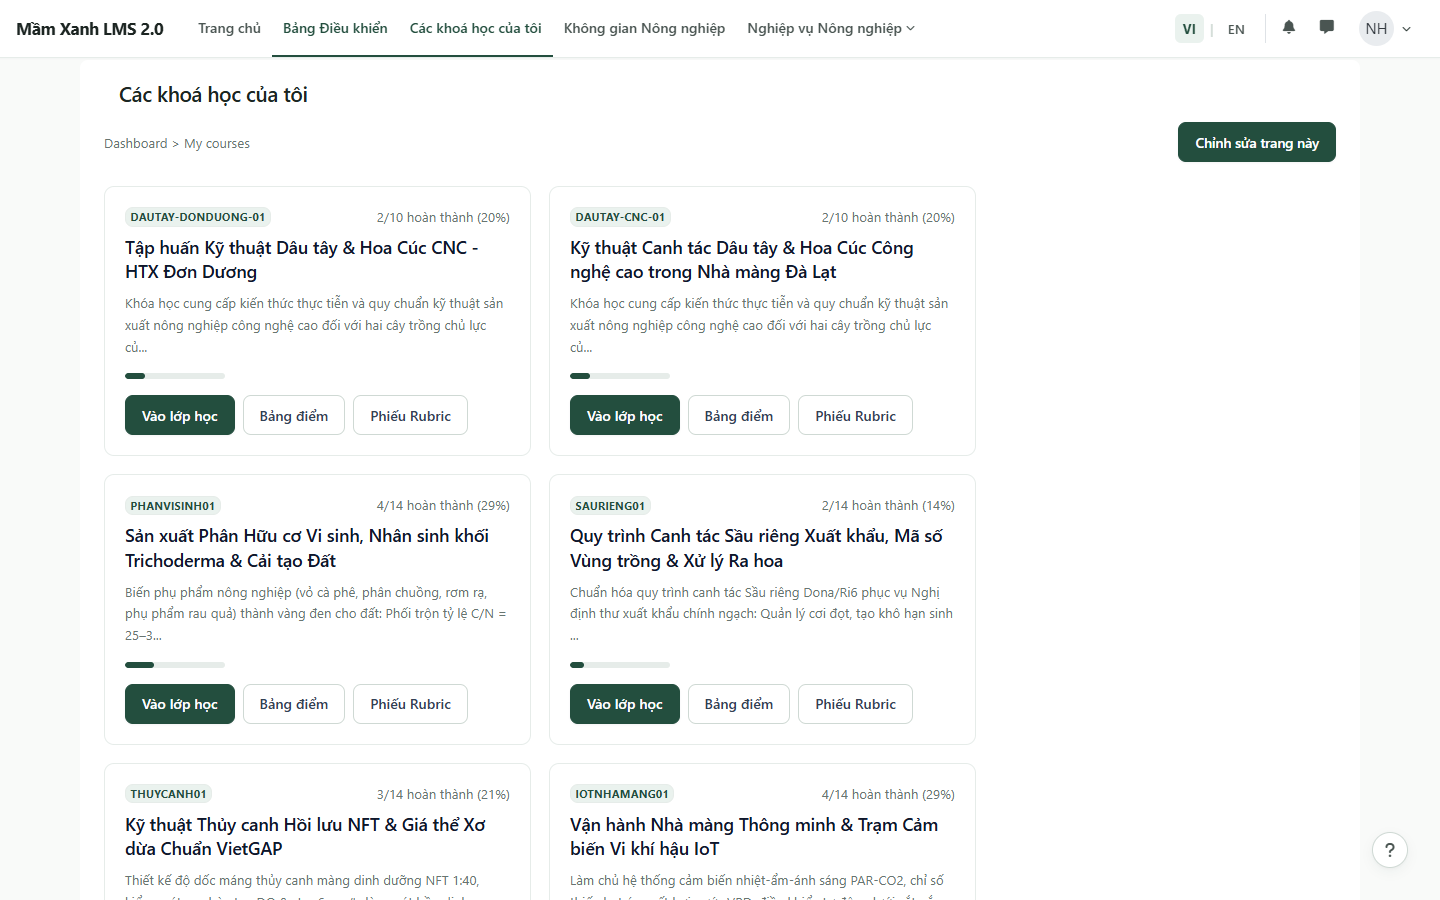 Mầm Xanh LMS 2.0
Trang chủ
Bảng Điều khiển
Các khoá học của tôi
Không gian Nông nghiệp
Nghiệp vụ Nông nghiệp
VI | EN
NH
Các khoá học của tôi
Dashboard > My courses
Chỉnh sửa trang này
DAUTAY-DONDUONG-01
2/10 hoàn thành (20%)
Tập huấn Kỹ thuật Dâu tây & Hoa Cúc CNC -
HTX Đơn Dương
Khóa học cung cấp kiến thức thực tiễn và quy chuẩn kỹ thuật sản
xuất nông nghiệp công nghệ cao đối với hai cây trồng chủ lực
củ...
Vào lớp học
Bảng điểm
Phiếu Rubric
DAUTAY-CNC-01
2/10 hoàn thành (20%)
Kỹ thuật Canh tác Dâu tây & Hoa Cúc Công
nghệ cao trong Nhà màng Đà Lạt
Khóa học cung cấp kiến thức thực tiễn và quy chuẩn kỹ thuật sản
xuất nông nghiệp công nghệ cao đối với hai cây trồng chủ lực
củ...
Vào lớp học
Bảng điểm
Phiếu Rubric
PHANVISINH01
4/14 hoàn thành (29%)
Sản xuất Phân Hữu cơ Vi sinh, Nhân sinh khối
Trichoderma & Cải tạo Đất
Biến phụ phẩm nông nghiệp (vỏ cà phê, phân chuồng, rơm rạ,
phụ phẩm rau quả) thành vàng đen cho đất: Phối trộn tỷ lệ C/N =
25–3...
Vào lớp học
Bảng điểm
Phiếu Rubric
SAURIENG01
2/14 hoàn thành (14%)
Quy trình Canh tác Sầu riêng Xuất khẩu, Mã số
Vùng trồng & Xử lý Ra hoa
Chuẩn hóa quy trình canh tác Sầu riêng Dona/Ri6 phục vụ Nghị
định thư xuất khẩu chính ngạch: Quản lý cơi đọt, tạo khô hạn sinh
...
Vào lớp học
Bảng điểm
Phiếu Rubric
THUYCANH01
3/14 hoàn thành (21%)
Kỹ thuật Thủy canh Hồi lưu NFT & Giá thể Xơ
dừa Chuẩn VietGAP
Thiết kế độ dốc máng thủy canh màng dinh dưỡng NFT 1:40,
IOTNHAMANG01
4/14 hoàn thành (29%)
Vận hành Nhà màng Thông minh & Trạm Cảm
biến Vi khí hậu IoT
Làm chủ hệ thống cảm biến nhiệt-ẩm-ánh sáng PAR-CO2, chỉ số
?